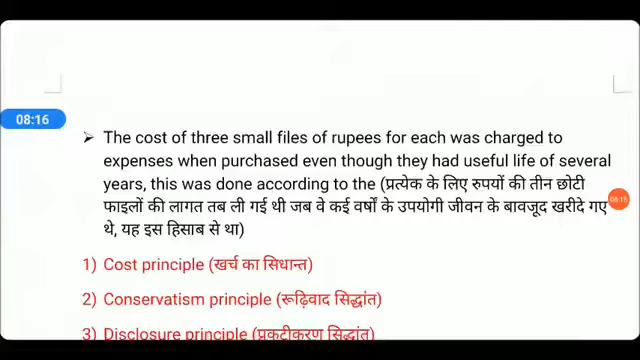 08:16
➢ The cost of three small files of rupees for each was charged to
expenses when purchased even though they had useful life of several
years, this was done according to the (प्रत्येक के लिए रुपयों की तीन छोटी
फाइलों की लागत तब ली गई थी जब वे कई वर्षों के उपयोगी जीवन के बावजूद खरीदे गए
थे, यह इस हिसाब से था)
1) Cost principle (खर्च का सिधान्त)
2) Conservatism principle (रूढ़िवाद सिद्धांत)
3) Disclosure principle (प्रकटीकरण सिद्धांत)